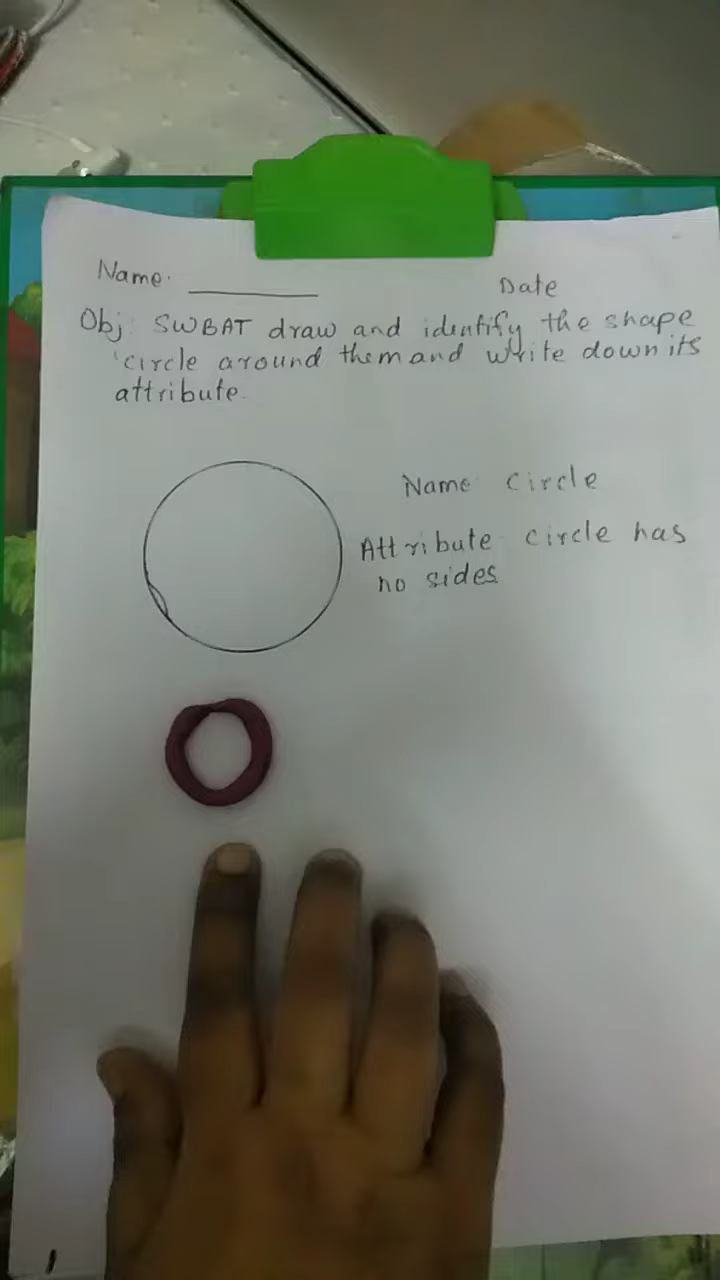 Name: ________
Date
Obj: SWBAT draw and identify the shape
circle around them and write down its
attribute.
Name: Circle
Attribute: circle has
no sides